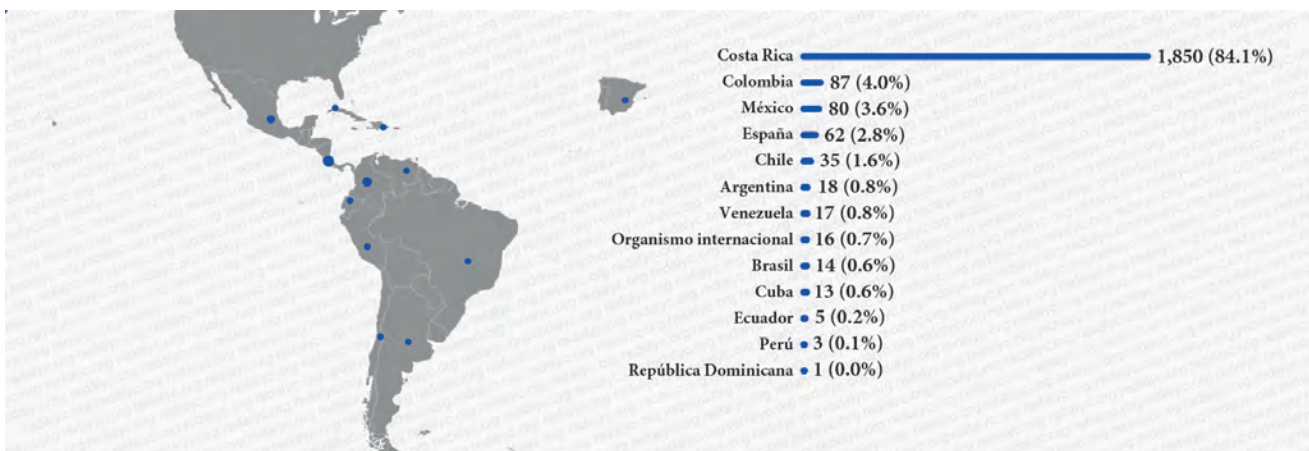 Costa Rica 1,850 (84.1%)
Colombia 87 (4.0%)
México 80 (3.6%)
España 62 (2.8%)
Chile 35 (1.6%)
Argentina 18 (0.8%)
Venezuela 17 (0.8%)
Organismo internacional 16 (0.7%)
Brasil 14 (0.6%)
Cuba 13 (0.6%)
Ecuador 5 (0.2%)
Perú 3 (0.1%)
República Dominicana 1 (0.0%)